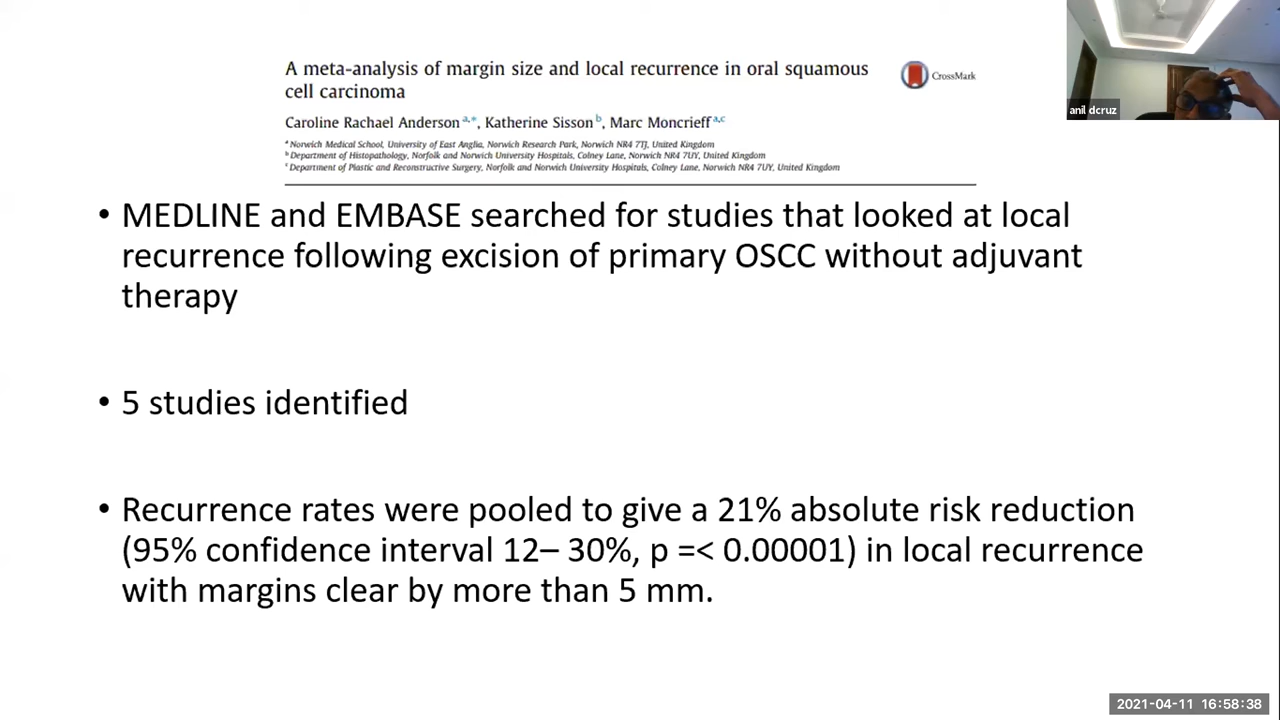 A meta-analysis of margin size and local recurrence in oral squamous
cell carcinoma
CrossMark
Caroline Rachael Anderson a,*, Katherine Sisson b, Marc Moncrieff a,c
a Norwich Medical School, University of East Anglia, Norwich Research Park, Norwich NR4 7TJ, United Kingdom
b Department of Histopathology, Norfolk and Norwich University Hospitals, Colney Lane, Norwich NR4 7UY, United Kingdom
c Department of Plastic and Reconstructive Surgery, Norfolk and Norwich University Hospitals, Colney Lane, Norwich NR4 7UY, United Kingdom
anil dcruz
• MEDLINE and EMBASE searched for studies that looked at local
recurrence following excision of primary OSCC without adjuvant
therapy
• 5 studies identified
• Recurrence rates were pooled to give a 21% absolute risk reduction
(95% confidence interval 12– 30%, p =< 0.00001) in local recurrence
with margins clear by more than 5 mm.
2021-04-11 16:58:38